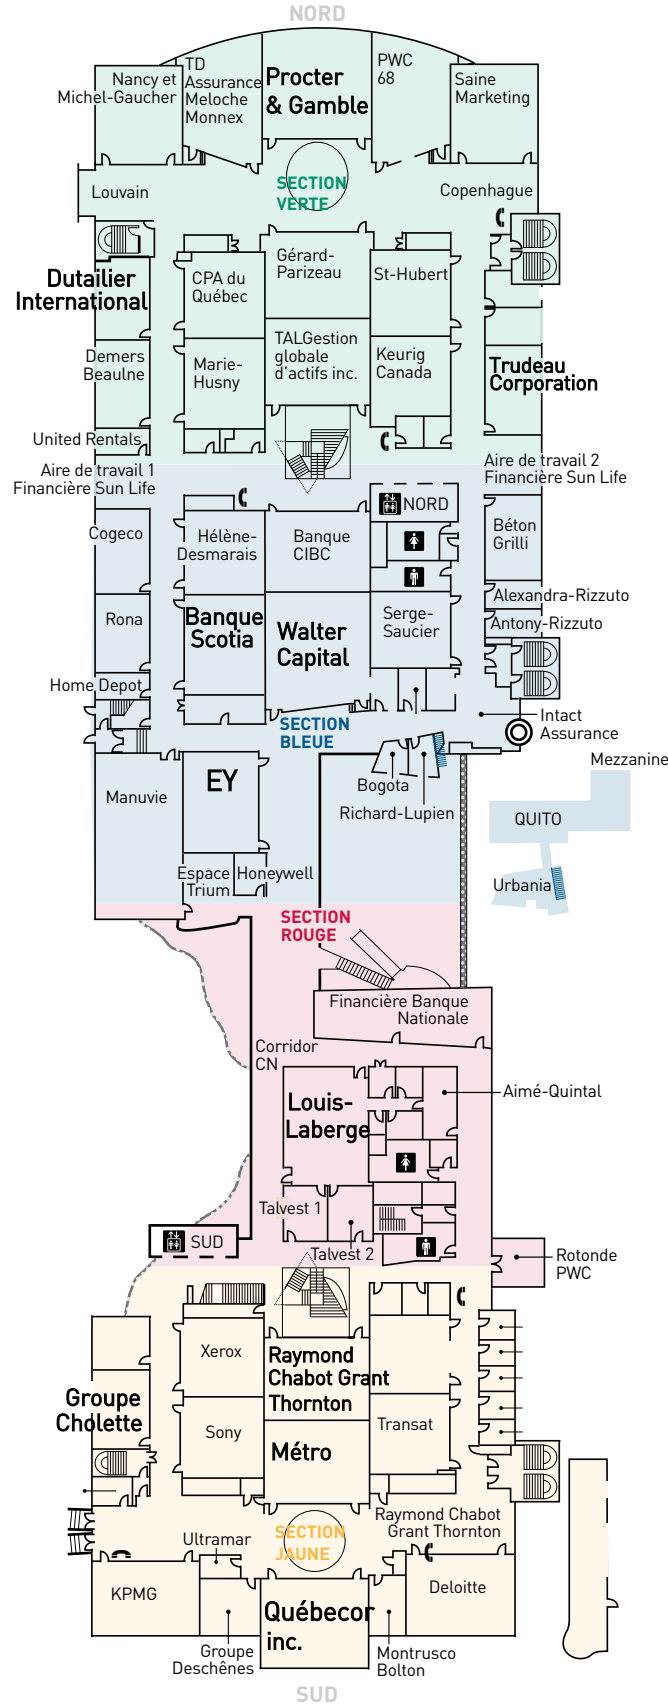 NORD
Nancy et
Michel-Gaucher
TD
Assurance
Meloche
Monnex
Procter
& Gamble
PWC
68
Saine
Marketing
Louvain
SECTION
VERTE
Copenhague
Dutailier
International
CPA du
Québec
Gérard-
Parizeau
St-Hubert
Demers
Beaulne
Marie-
Husny
TALGestion
globale
d'actifs inc.
Keurig
Canada
Trudeau
Corporation
United Rentals
Aire de travail 1
Financière Sun Life
Aire de travail 2
Financière Sun Life
NORD
Cogeco
Hélène-
Desmarais
Banque
CIBC
Béton
Grilli
Alexandra-Rizzuto
Rona
Banque
Scotia
Walter
Capital
Serge-
Saucier
Antony-Rizzuto
Home Depot
SECTION
BLEUE
Intact
Assurance
Mezzanine
Manuvie
EY
Bogota
Richard-Lupien
QUITO
Espace
Trium
Honeywell
Urbania
SECTION
ROUGE
Financière Banque
Nationale
Corridor
CN
Louis-
Laberge
Aimé-Quintal
Talvest 1
Talvest 2
SUD
Rotonde
PWC
Xerox
Raymond
Chabot Grant
Thornton
Groupe
Cholette
Sony
Métro
Transat
SECTION
JAUNE
Raymond Chabot
Grant Thornton
Ultramar
KPMG
Deloitte
Québecor
inc.
Groupe
Deschênes
Montrusco
Bolton
SUD